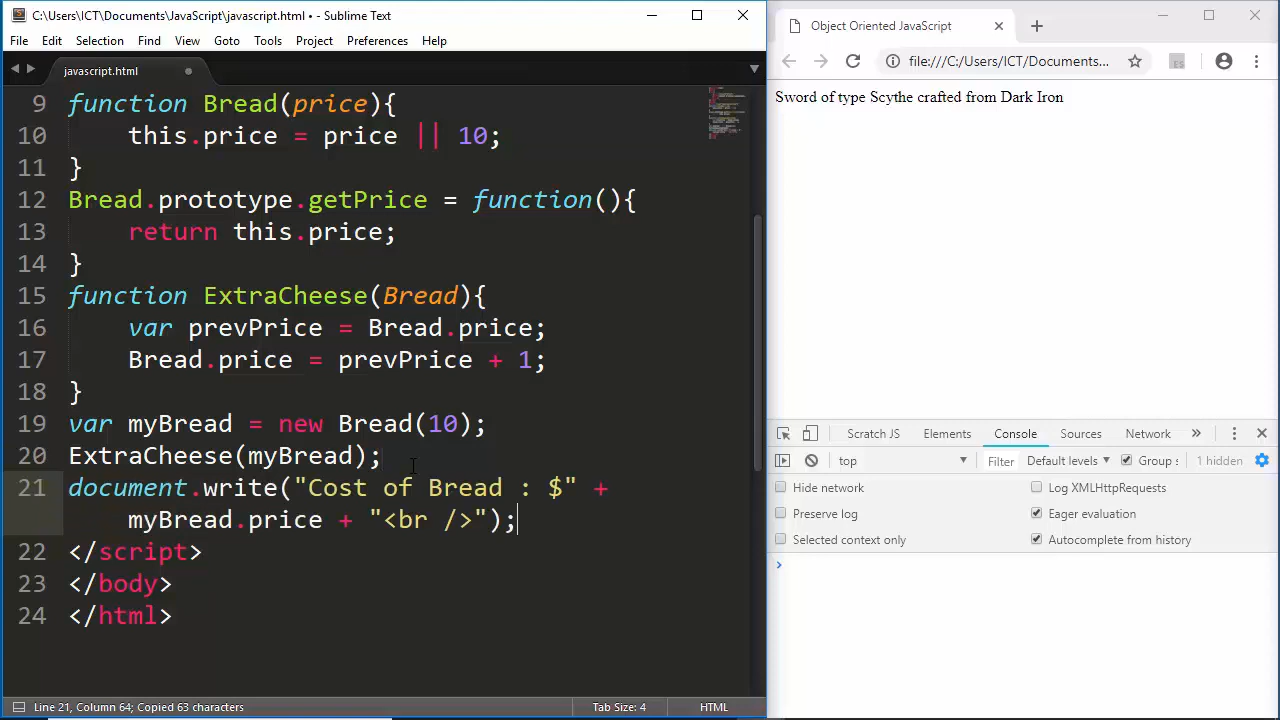 C:\Users\ICT\Documents\JavaScript\javascript.html • - Sublime Text
File Edit Selection Find View Goto Tools Project Preferences Help
javascript.html
9 function Bread(price){
10 this.price = price || 10;
11 }
12 Bread.prototype.getPrice = function(){
13 return this.price;
14 }
15 function ExtraCheese(Bread){
16 var prevPrice = Bread.price;
17 Bread.price = prevPrice + 1;
18 }
19 var myBread = new Bread(10);
20 ExtraCheese(myBread);
21 document.write("Cost of Bread : $" +
myBread.price + "<br />");
22 </script>
23 </body>
24 </html>
Line 21, Column 64; Copied 63 characters Tab Size: 4 HTML
Object Oriented JavaScript
file:///C:/Users/ICT/Documents...
Sword of type Scythe crafted from Dark Iron
Scratch JS Elements Console Sources Network »
top Filter Default levels Group : 1 hidden
Hide network Log XMLHttpRequests
Preserve log Eager evaluation
Selected context only Autocomplete from history